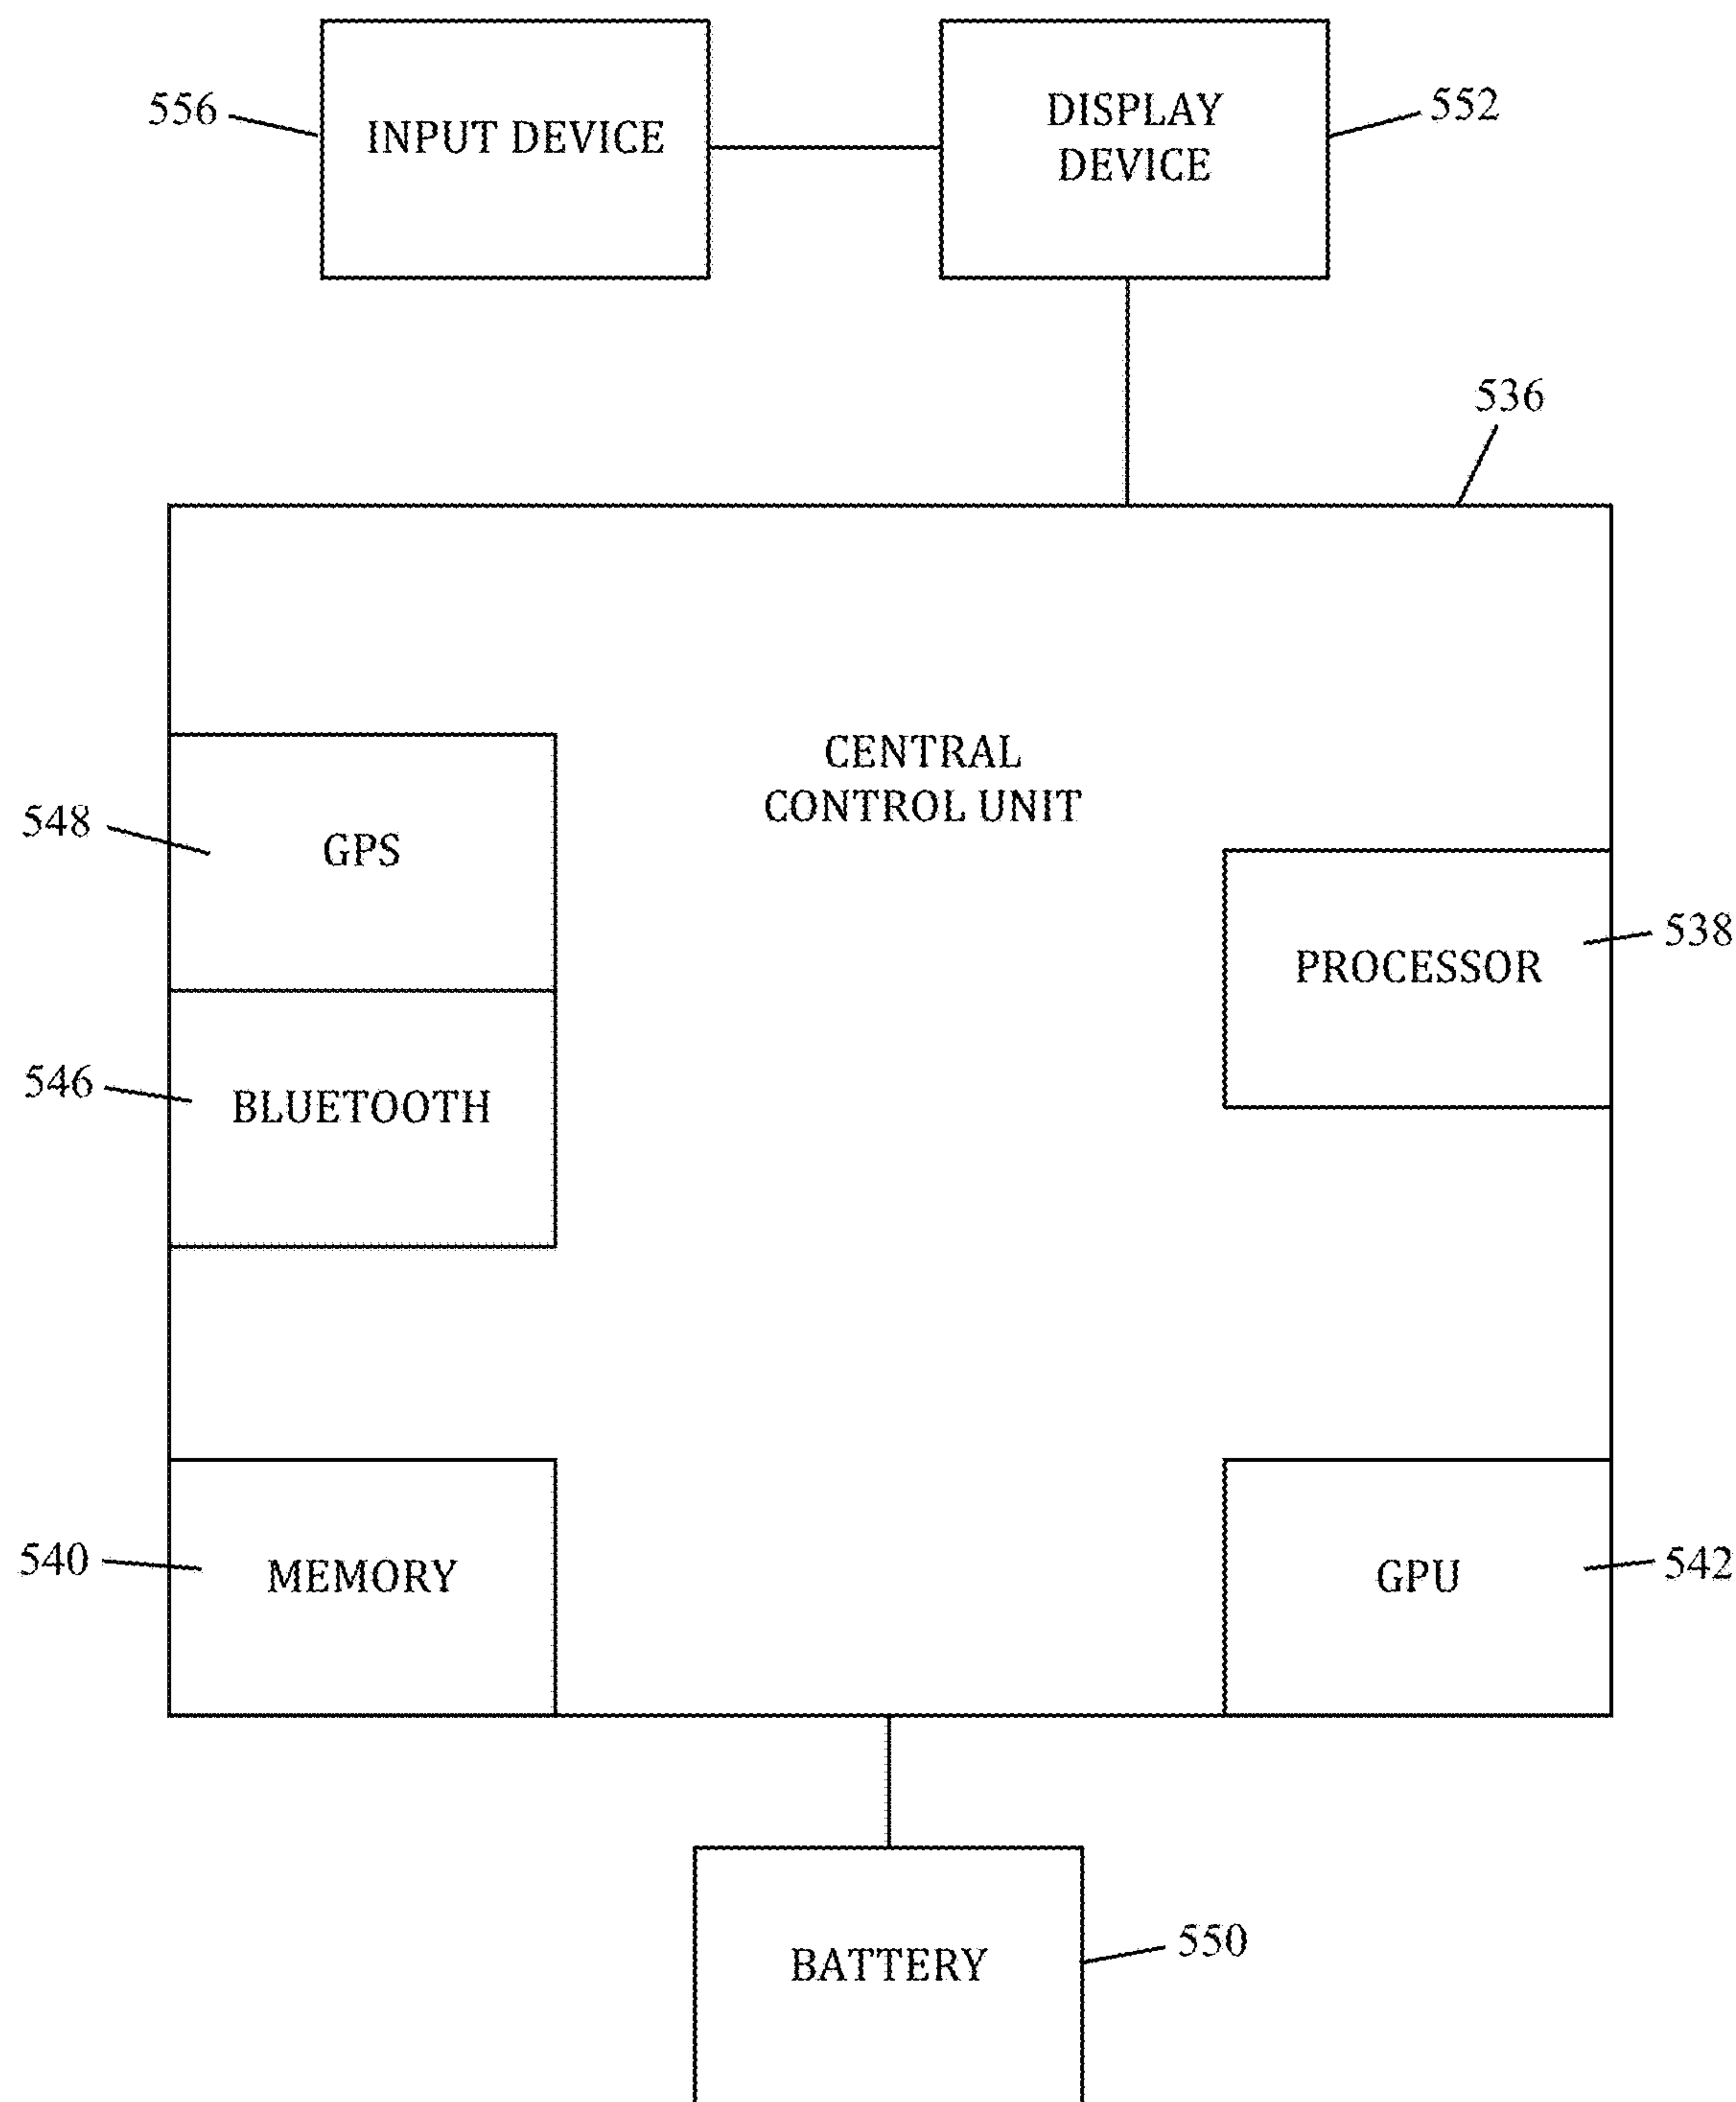 556
INPUT DEVICE
DISPLAY
DEVICE
552
536
CENTRAL
CONTROL UNIT
548
GPS
538
PROCESSOR
546
BLUETOOTH
540
MEMORY
GPU
542
BATTERY
550